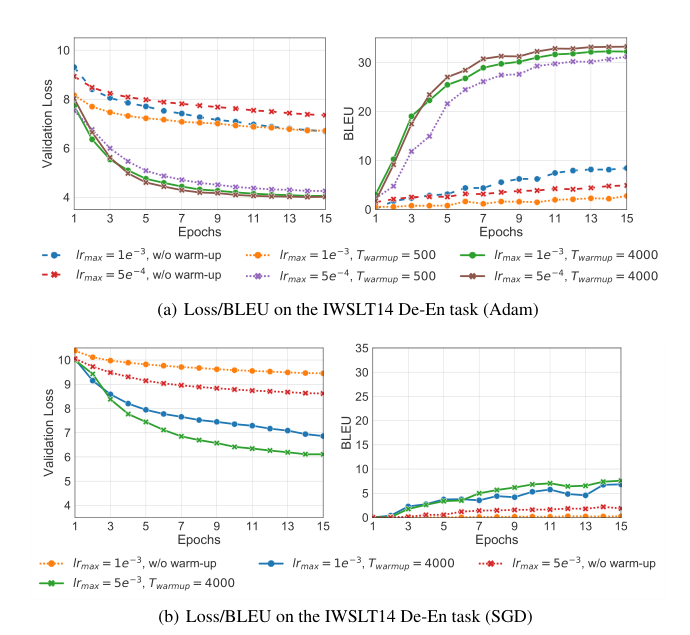 10
8
6
4
Validation Loss
1 3 5 7 9 11 13 15
Epochs
30
20
10
0
BLEU
1 3 5 7 9 11 13 15
Epochs
lr_max = 1e^-3, w/o warm-up
lr_max = 1e^-3, T_warmup = 500
lr_max = 1e^-3, T_warmup = 4000
lr_max = 5e^-4, w/o warm-up
lr_max = 5e^-4, T_warmup = 500
lr_max = 5e^-4, T_warmup = 4000
(a) Loss/BLEU on the IWSLT14 De-En task (Adam)
10
9
8
7
6
5
4
Validation Loss
1 3 5 7 9 11 13 15
Epochs
35
30
25
20
15
10
5
0
BLEU
1 3 5 7 9 11 13 15
Epochs
lr_max = 1e^-3, w/o warm-up
lr_max = 1e^-3, T_warmup = 4000
lr_max = 5e^-3, w/o warm-up
lr_max = 5e^-3, T_warmup = 4000
(b) Loss/BLEU on the IWSLT14 De-En task (SGD)